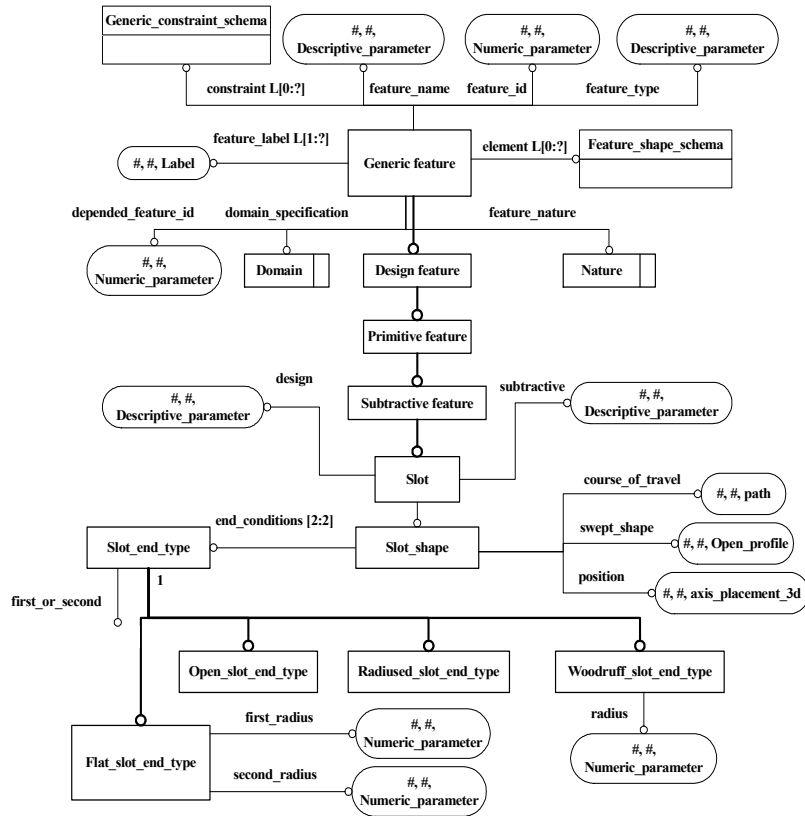 Generic_constraint_schema
#, #,
Descriptive_parameter
#, #,
Numeric_parameter
#, #,
Descriptive_parameter
constraint L[0:?]
feature_name
feature_id
feature_type
feature_label L[1:?]
#, #, Label
Generic feature
element L[0:?]
Feature_shape_schema
depended_feature_id
domain_specification
feature_nature
#, #,
Numeric_parameter
Domain
Design feature
Nature
Primitive feature
design
subtractive
#, #,
Descriptive_parameter
Subtractive feature
#, #,
Descriptive_parameter
Slot
course_of_travel
#, #, path
end_conditions [2:2]
Slot_end_type
Slot_shape
swept_shape
#, #, Open_profile
position
#, #, axis_placement_3d
1
first_or_second
Open_slot_end_type
Radiused_slot_end_type
Woodruff_slot_end_type
first_radius
#, #,
Numeric_parameter
radius
#, #,
Numeric_parameter
Flat_slot_end_type
second_radius
#, #,
Numeric_parameter